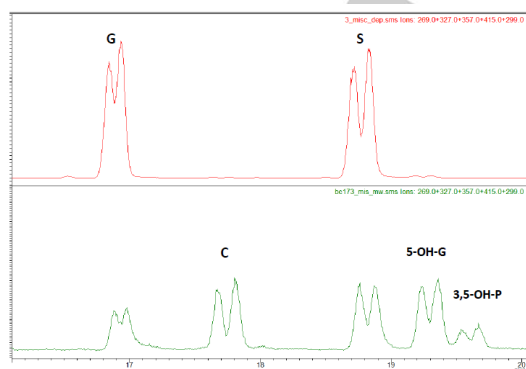 3_misc_dep.sms Ions: 269.0+327.0+357.0+415.0+299.0
G
S
bc173_mis_mw.sms Ions: 269.0+327.0+357.0+415.0+299.0
C
5-OH-G
3,5-OH-P
17
18
19
20